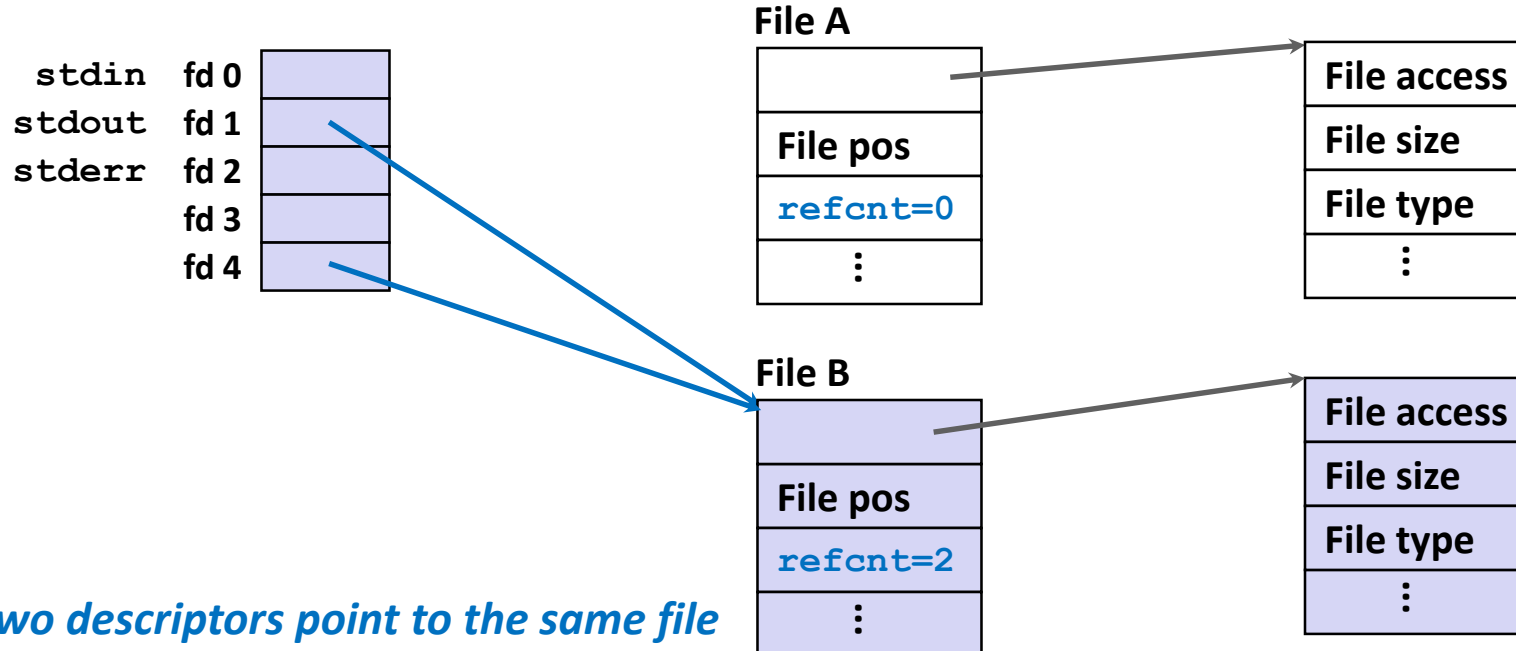 stdin fd 0
stdout fd 1
stderr fd 2
fd 3
fd 4
File A
File pos
refcnt=0
⋮
File access
File size
File type
⋮
File B
File pos
refcnt=2
⋮
File access
File size
File type
⋮
descriptors point to the same file